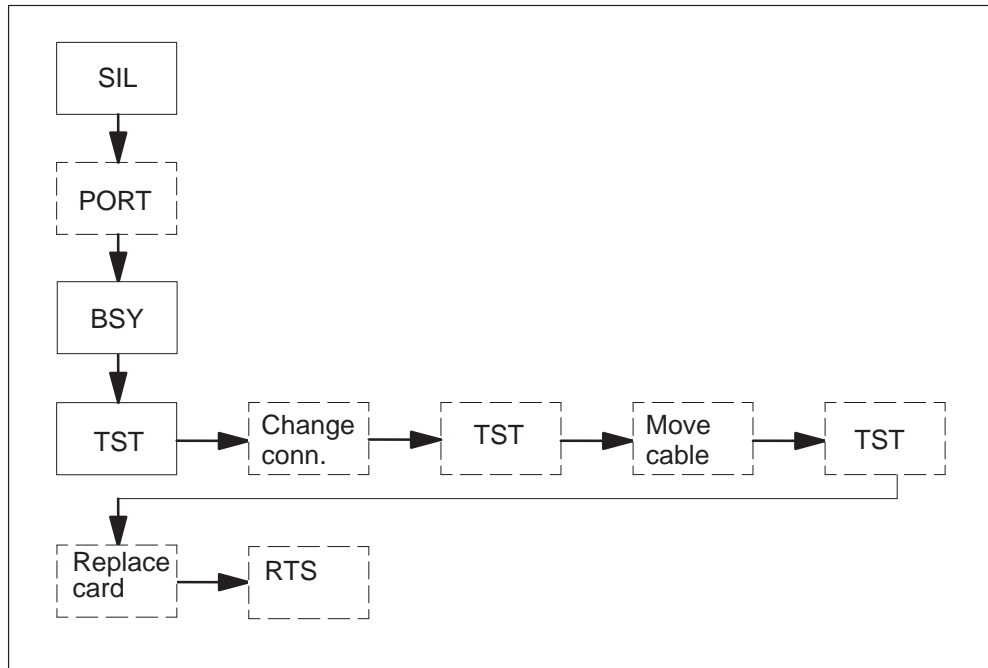 SIL
PORT
BSY
TST
Change
conn.
TST
Move
cable
TST
Replace
card
RTS